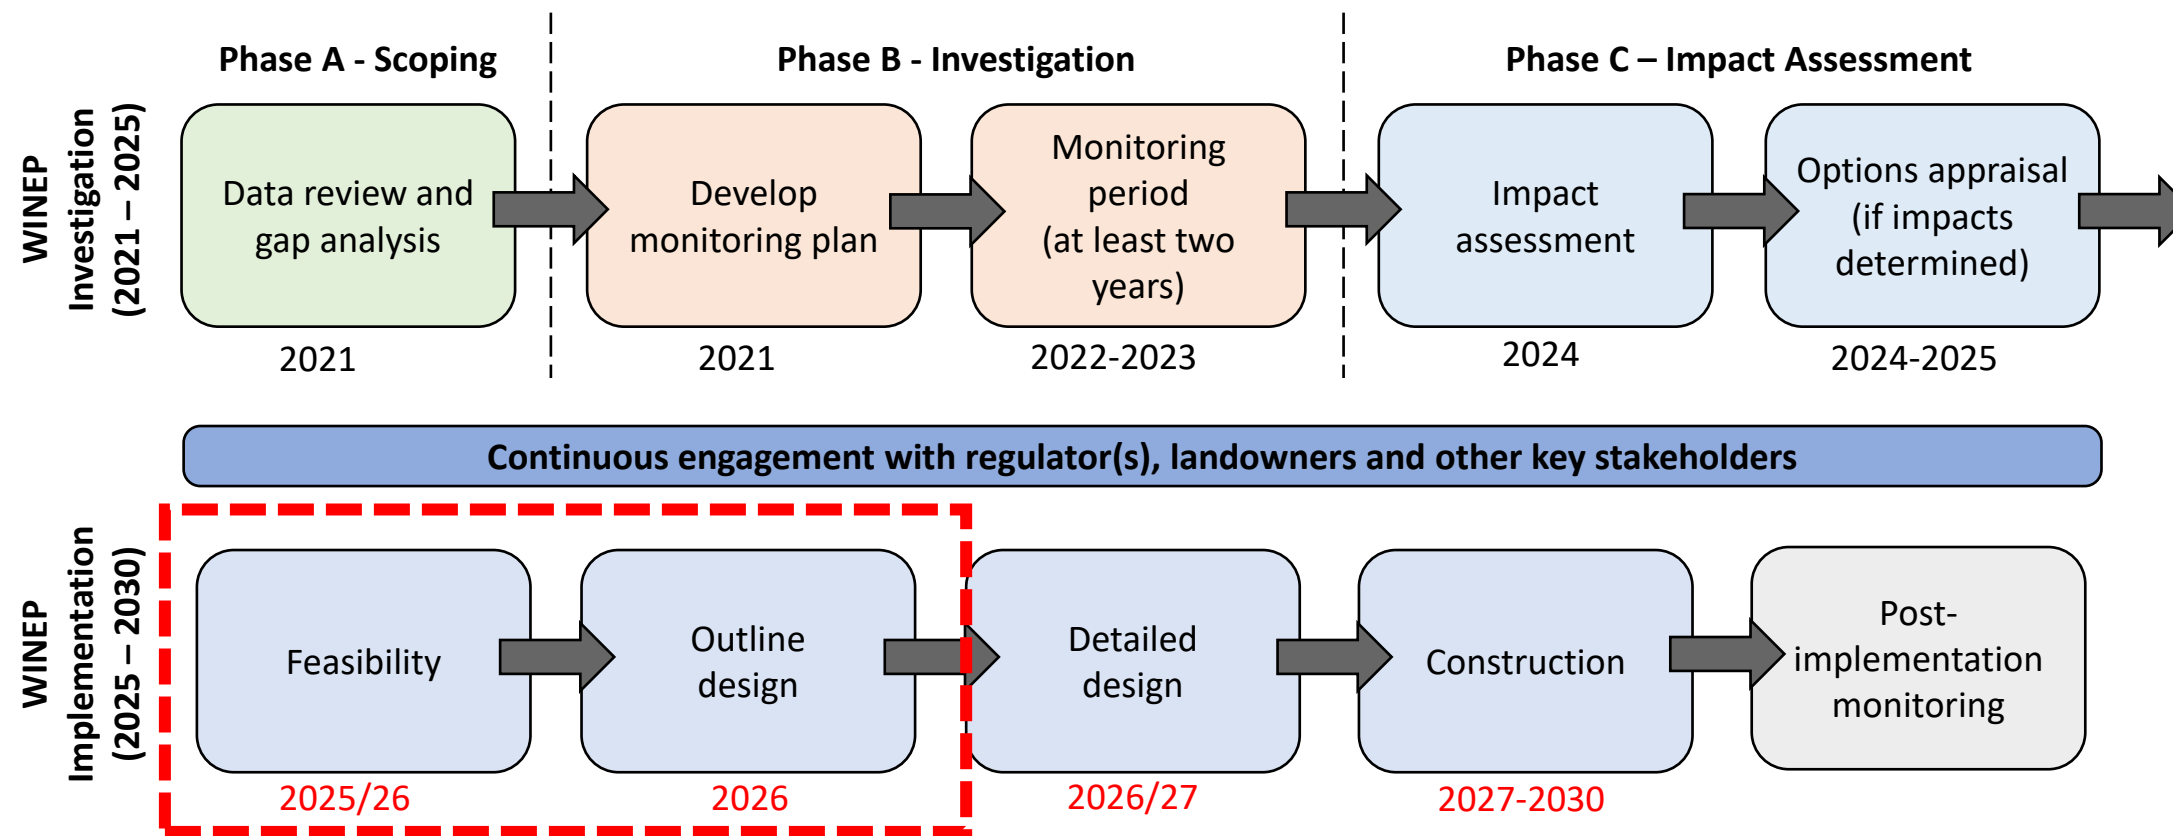 Phase A - Scoping
Phase B - Investigation
Phase C – Impact Assessment
WINEP
Investigation
(2021 – 2025)
Data review and
gap analysis
2021
Develop
monitoring plan
2021
Monitoring
period
(at least two
years)
2022-2023
Impact
assessment
2024
Options appraisal
(if impacts
determined)
2024-2025
Continuous engagement with regulator(s), landowners and other key stakeholders
WINEP
Implementation
(2025 – 2030)
Feasibility
2025/26
Outline
design
2026
Detailed
design
2026/27
Construction
2027-2030
Post-
implementation
monitoring